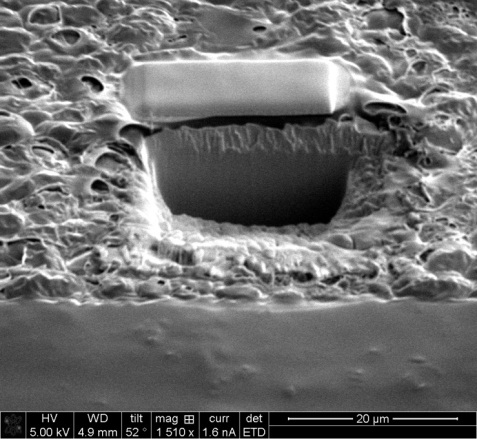 HV WD tilt mag curr det 20 µm
5.00 kV 4.9 mm 52 ° 1 510 x 1.6 nA ETD